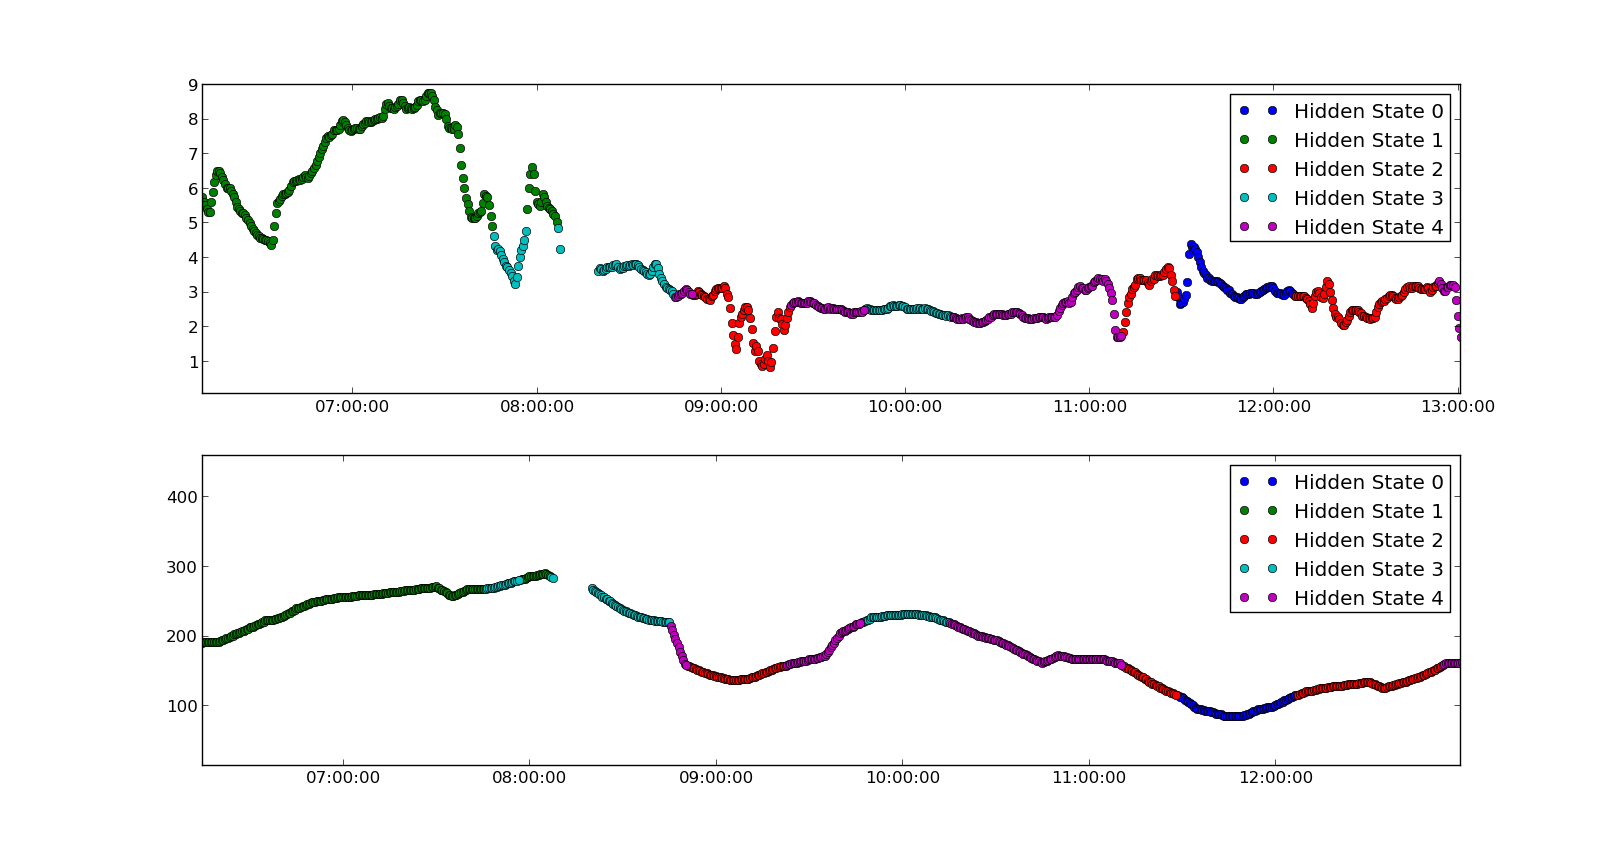 9
8
7
6
5
4
3
2
1
07:00:00 08:00:00 09:00:00 10:00:00 11:00:00 12:00:00 13:00:00
Hidden State 0
Hidden State 1
Hidden State 2
Hidden State 3
Hidden State 4
400
300
200
100
07:00:00 08:00:00 09:00:00 10:00:00 11:00:00 12:00:00
Hidden State 0
Hidden State 1
Hidden State 2
Hidden State 3
Hidden State 4